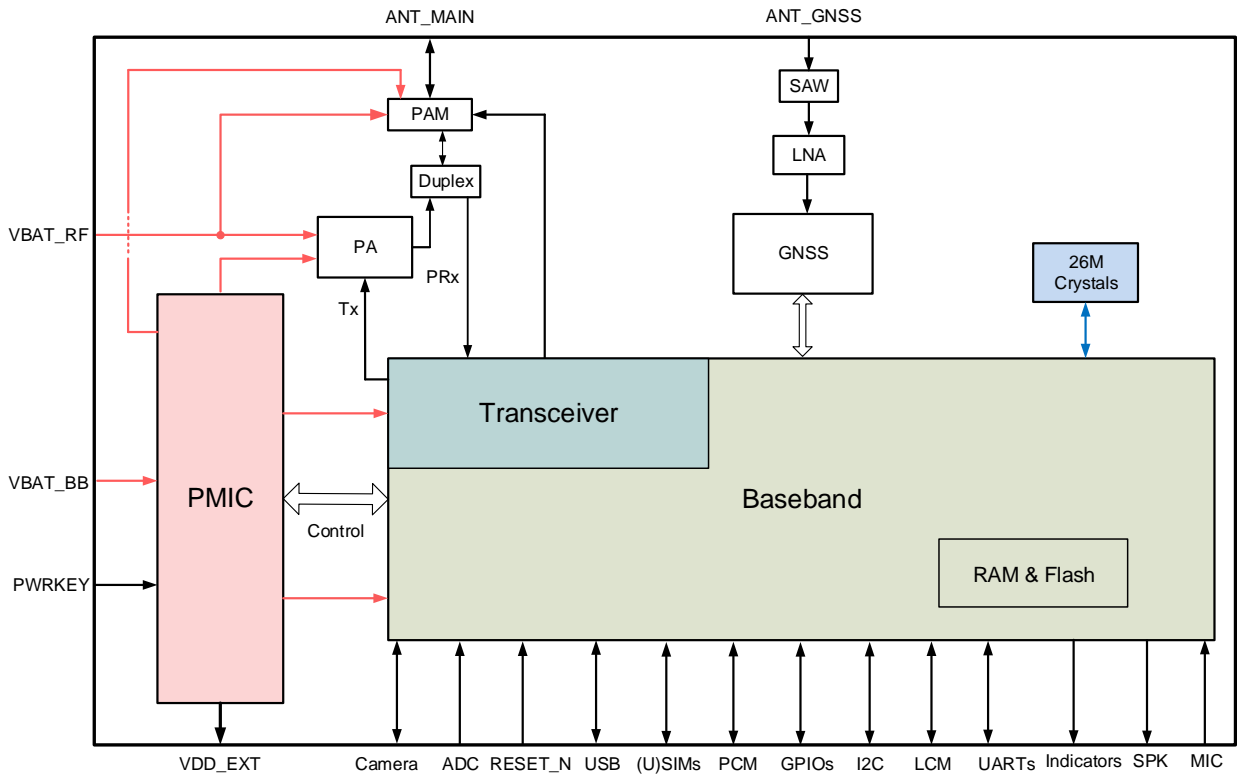 ANT_MAIN
ANT_GNSS
SAW
PAM
LNA
Duplex
VBAT_RF
PA
GNSS
26M
Crystals
PRx
Tx
Transceiver
VBAT_BB
PMIC
Baseband
Control
PWRKEY
RAM & Flash
VDD_EXT
Camera
ADC
RESET_N
USB
(U)SIMs
PCM
GPIOs
I2C
LCM
UARTs
Indicators
SPK
MIC